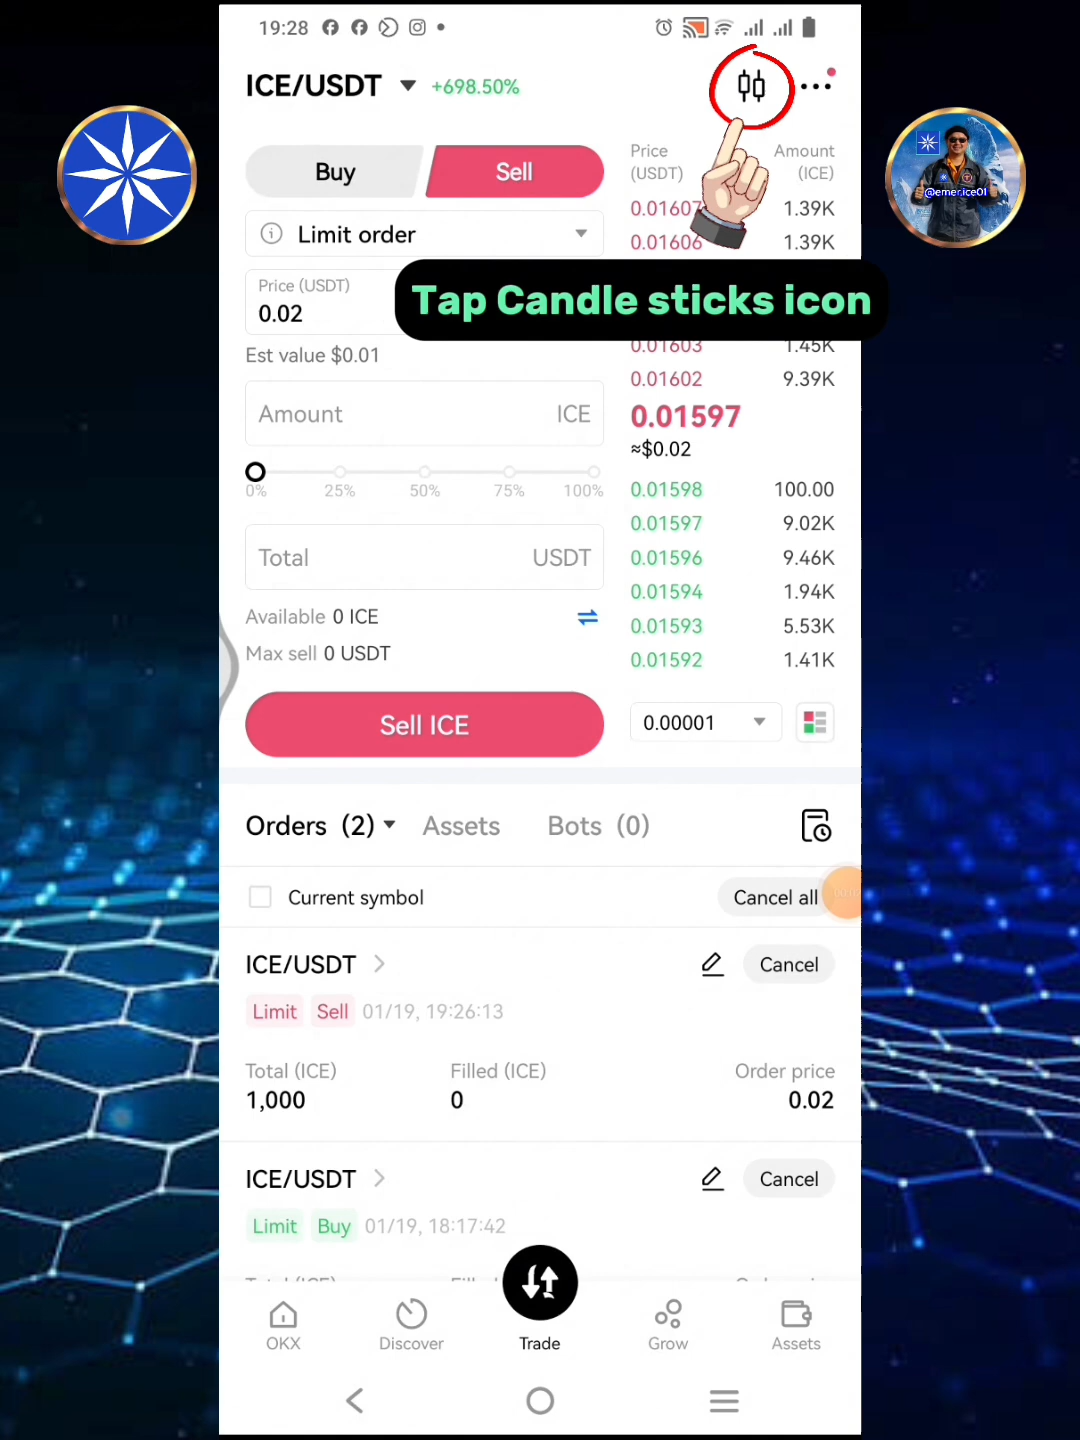 19:28
ICE/USDT +698.50%
@emer.ice01
Buy Sell
Price (USDT) Amount (ICE)
Limit order
0.01607 1.39K
0.01606 1.39K
Price (USDT)
0.02
Tap Candle sticks icon
Est value $0.01
0.01603 1.45K
0.01602 9.39K
Amount ICE
0.01597
≈$0.02
0% 25% 50% 75% 100%
0.01598 100.00
0.01597 9.02K
Total USDT
0.01596 9.46K
0.01594 1.94K
Available 0 ICE
0.01593 5.53K
Max sell 0 USDT
0.01592 1.41K
Sell ICE
0.00001
Orders (2) Assets Bots (0)
Current symbol Cancel all
ICE/USDT Cancel
Limit Sell 01/19, 19:26:13
Total (ICE) Filled (ICE) Order price
1,000 0 0.02
ICE/USDT Cancel
Limit Buy 01/19, 18:17:42
OKX Discover Trade Grow Assets